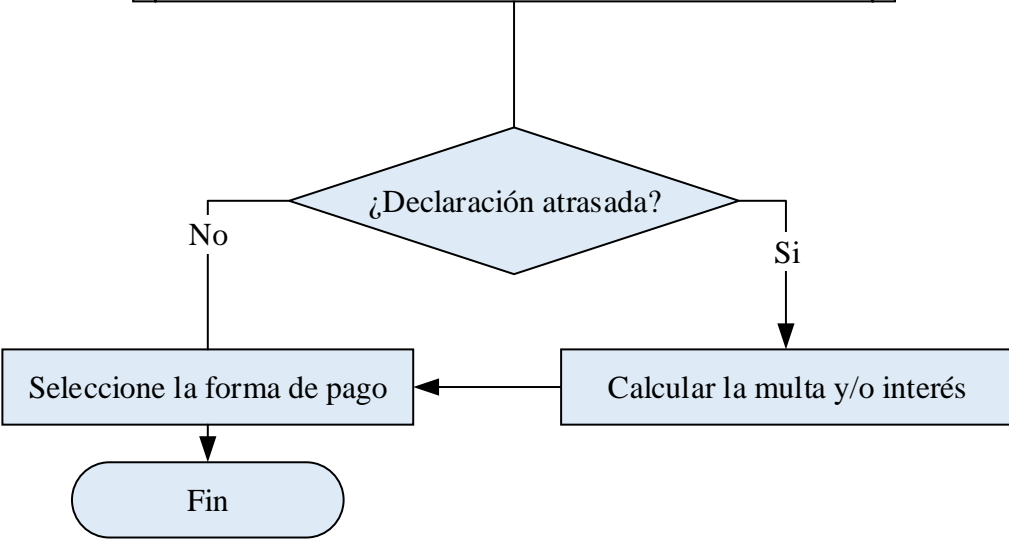 ¿Declaración atrasada?
No
Si
Seleccione la forma de pago
Calcular la multa y/o interés
Fin